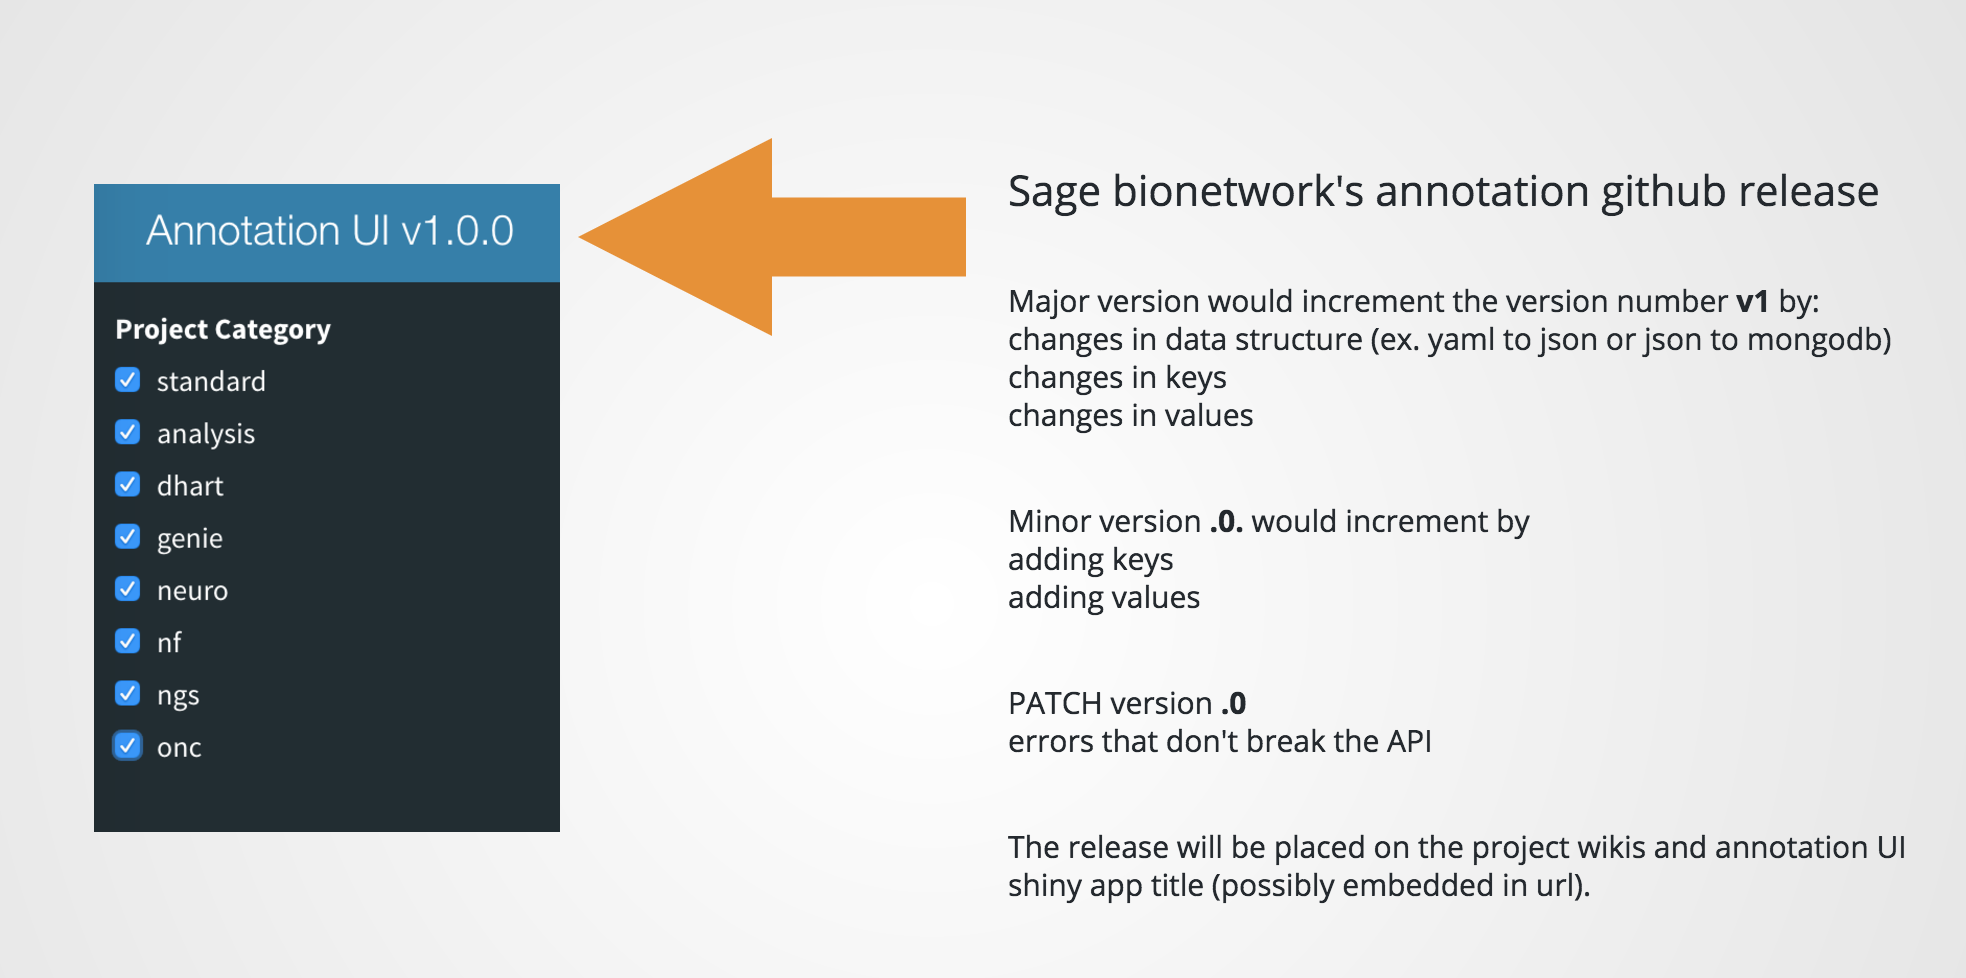 Annotation UI v1.0.0
Project Category
standard
analysis
dhart
genie
neuro
nf
ngs
onc
Sage bionetwork's annotation github release
Major version would increment the version number v1 by:
changes in data structure (ex. yaml to json or json to mongodb)
changes in keys
changes in values
Minor version .0. would increment by
adding keys
adding values
PATCH version .0
errors that don't break the API
The release will be placed on the project wikis and annotation UI
shiny app title (possibly embedded in url).